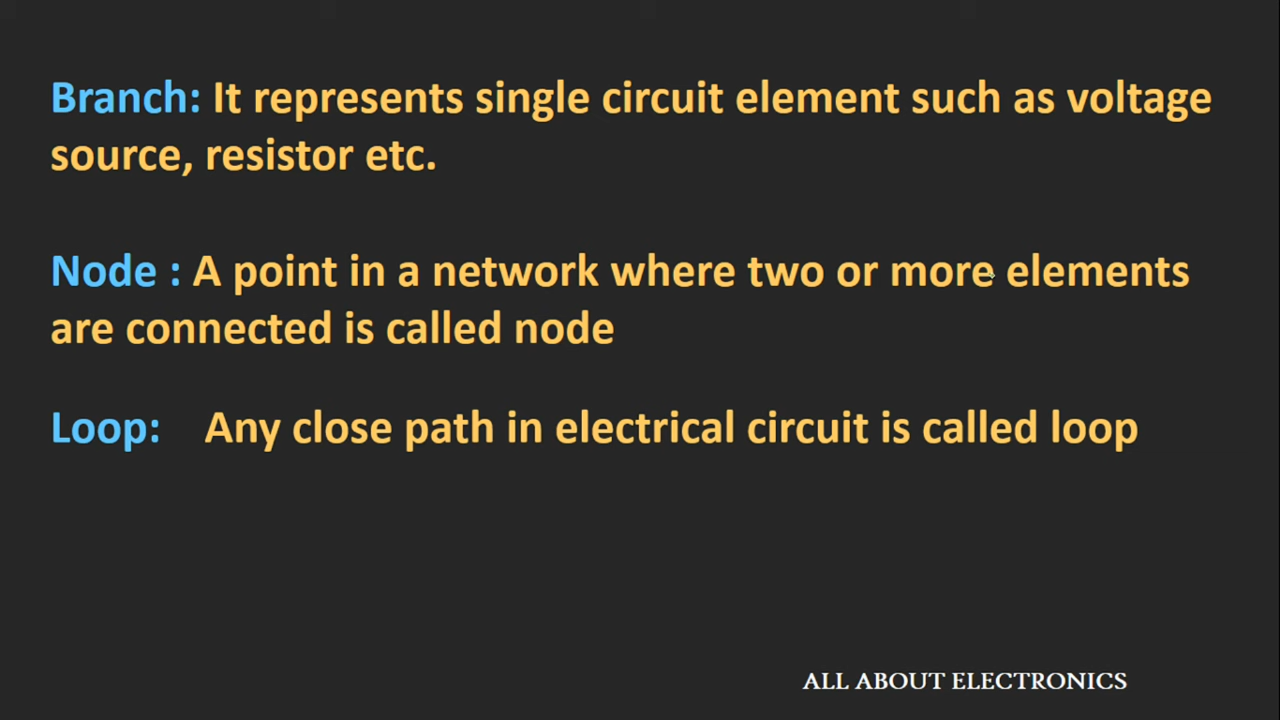 Branch: It represents single circuit element such as voltage
source, resistor etc.
Node : A point in a network where two or more elements
are connected is called node
Loop: Any close path in electrical circuit is called loop
ALL ABOUT ELECTRONICS